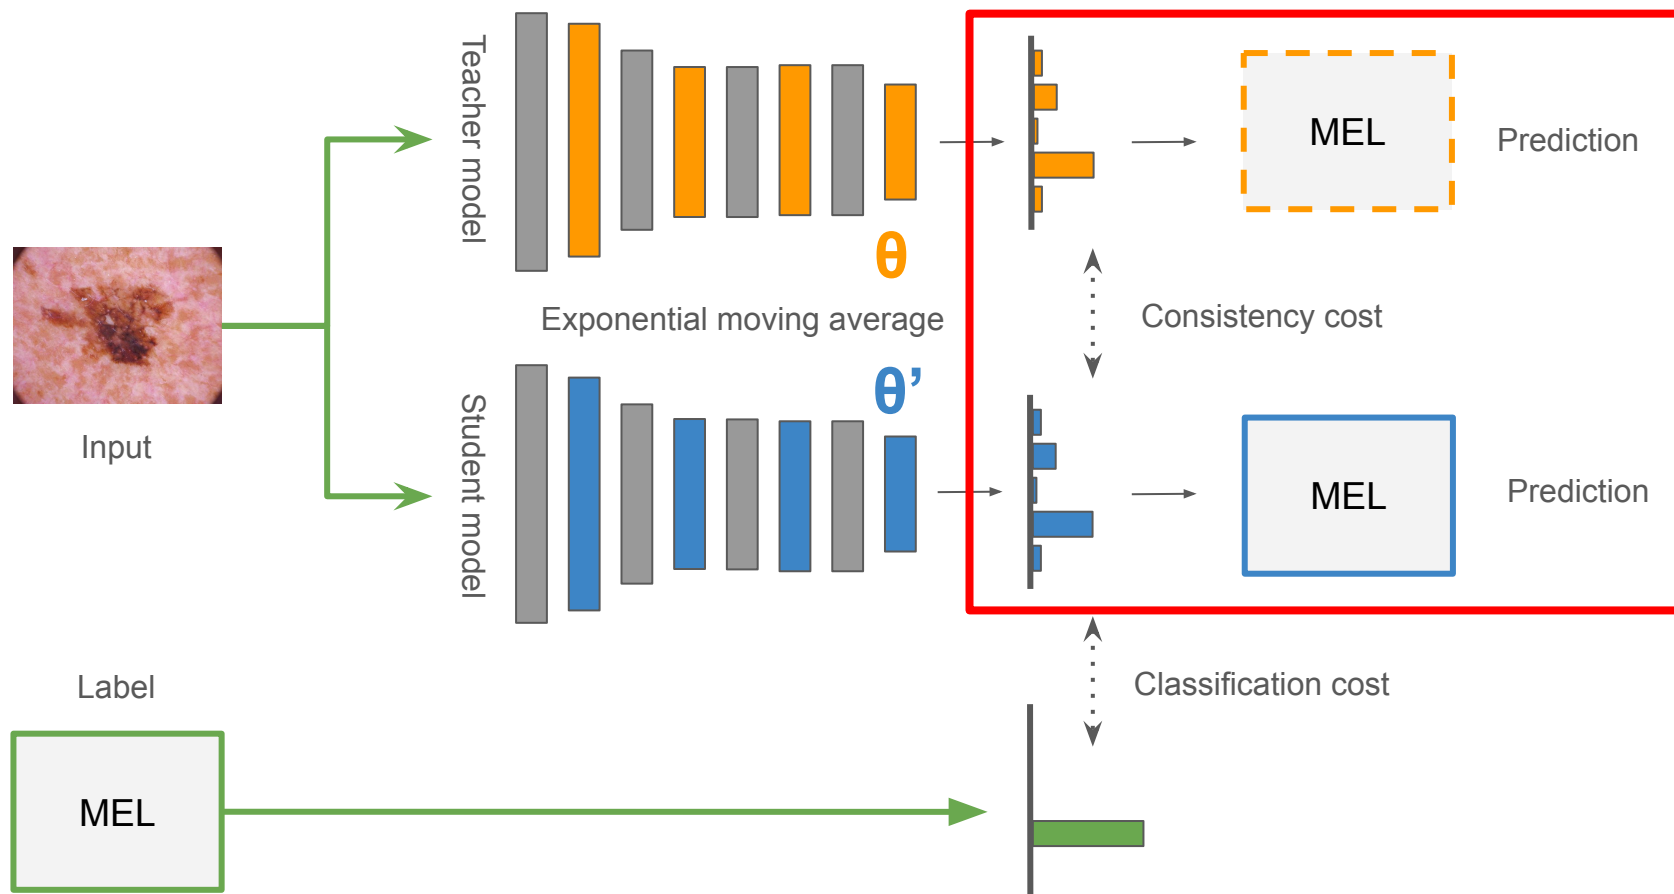 Teacher model
MEL
Prediction
θ
Exponential moving average
Consistency cost
Input
θ’
Student model
MEL
Prediction
Label
Classification cost
MEL